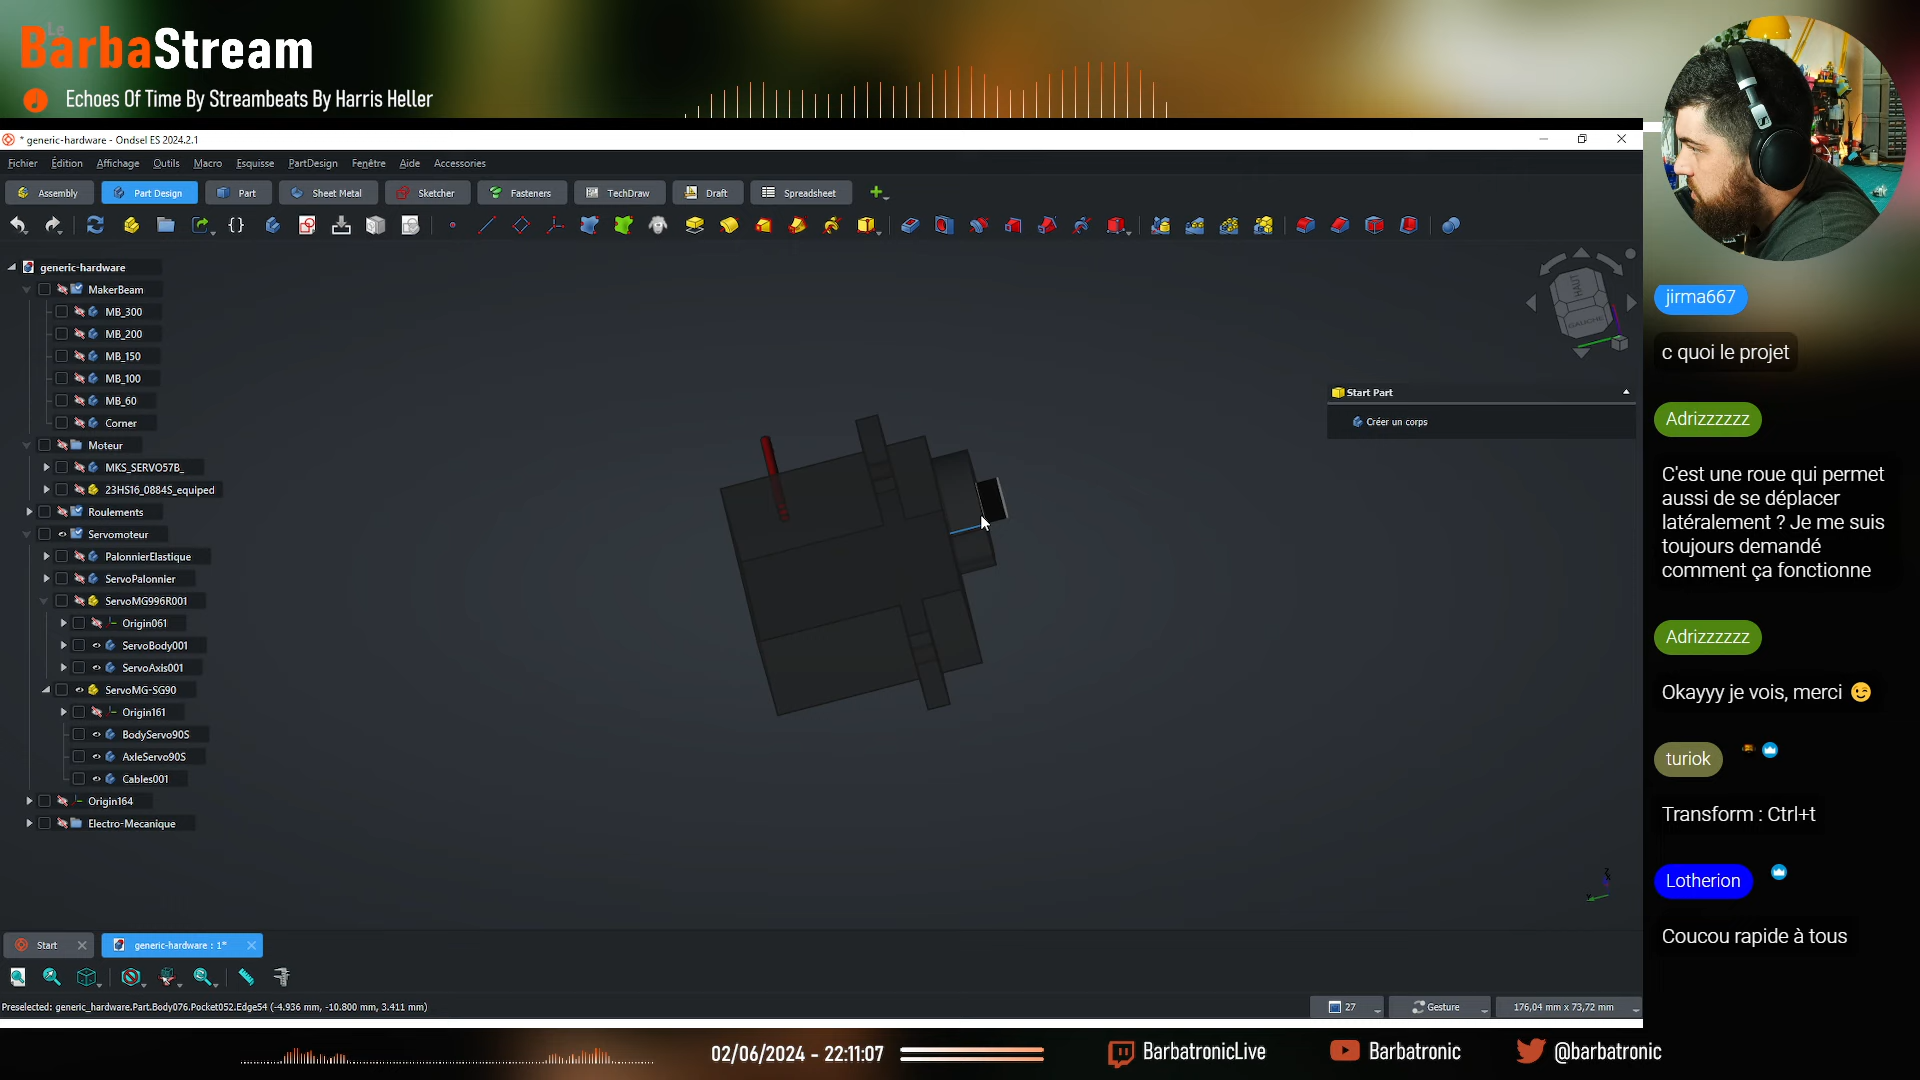 Le
BarbaStream
Echoes Of Time By Streambeats By Harris Heller
* generic-hardware - Ondsel ES 2024.2.1
Fichier Édition Affichage Outils Macro Esquisse PartDesign Fenêtre Aide Accessories
Assembly Part Design Part Sheet Metal Sketcher Fasteners TechDraw Draft Spreadsheet
generic-hardware
MakerBeam
MB_300
MB_200
MB_150
MB_100
MB_60
Corner
Moteur
MKS_SERVO57B_
23HS16_0884S_equiped
Roulements
Servomoteur
PalonnierElastique
ServoPalonnier
ServoMG996R001
Origin061
ServoBody001
ServoAxis001
ServoMG-SG90
Origin161
BodyServo90S
AxleServo90S
Cables001
Origin164
Electro-Mecanique
HAUT
GAUCHE
Start Part
Créer un corps
Start
generic-hardware : 1*
Preselected: generic_hardware.Part.Body076.Pocket052.Edge54 (-4.936 mm, -10.800 mm, 3.411 mm)
27
Gesture
176,04 mm x 73,72 mm
jirma667
c quoi le projet
Adrizzzzzz
C'est une roue qui permet
aussi de se déplacer
latéralement ? Je me suis
toujours demandé
comment ça fonctionne
Adrizzzzzz
Okayyy je vois, merci 😉
turiok
Transform : Ctrl+t
Lotherion
Coucou rapide à tous
02/06/2024 - 22:11:07
BarbatronicLive
Barbatronic
@barbatronic